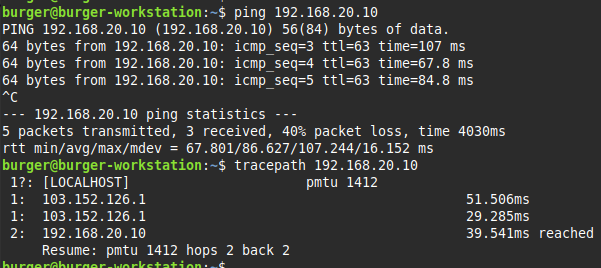 burger@burger-workstation:~$ ping 192.168.20.10
PING 192.168.20.10 (192.168.20.10) 56(84) bytes of data.
64 bytes from 192.168.20.10: icmp_seq=3 ttl=63 time=107 ms
64 bytes from 192.168.20.10: icmp_seq=4 ttl=63 time=67.8 ms
64 bytes from 192.168.20.10: icmp_seq=5 ttl=63 time=84.8 ms
^C
--- 192.168.20.10 ping statistics ---
5 packets transmitted, 3 received, 40% packet loss, time 4030ms
rtt min/avg/max/mdev = 67.801/86.627/107.244/16.152 ms
burger@burger-workstation:~$ tracepath 192.168.20.10
1?: [LOCALHOST] pmtu 1412
1: 103.152.126.1 51.506ms
1: 103.152.126.1 29.285ms
2: 192.168.20.10 39.541ms reached
Resume: pmtu 1412 hops 2 back 2
burger@burger-workstation:~$